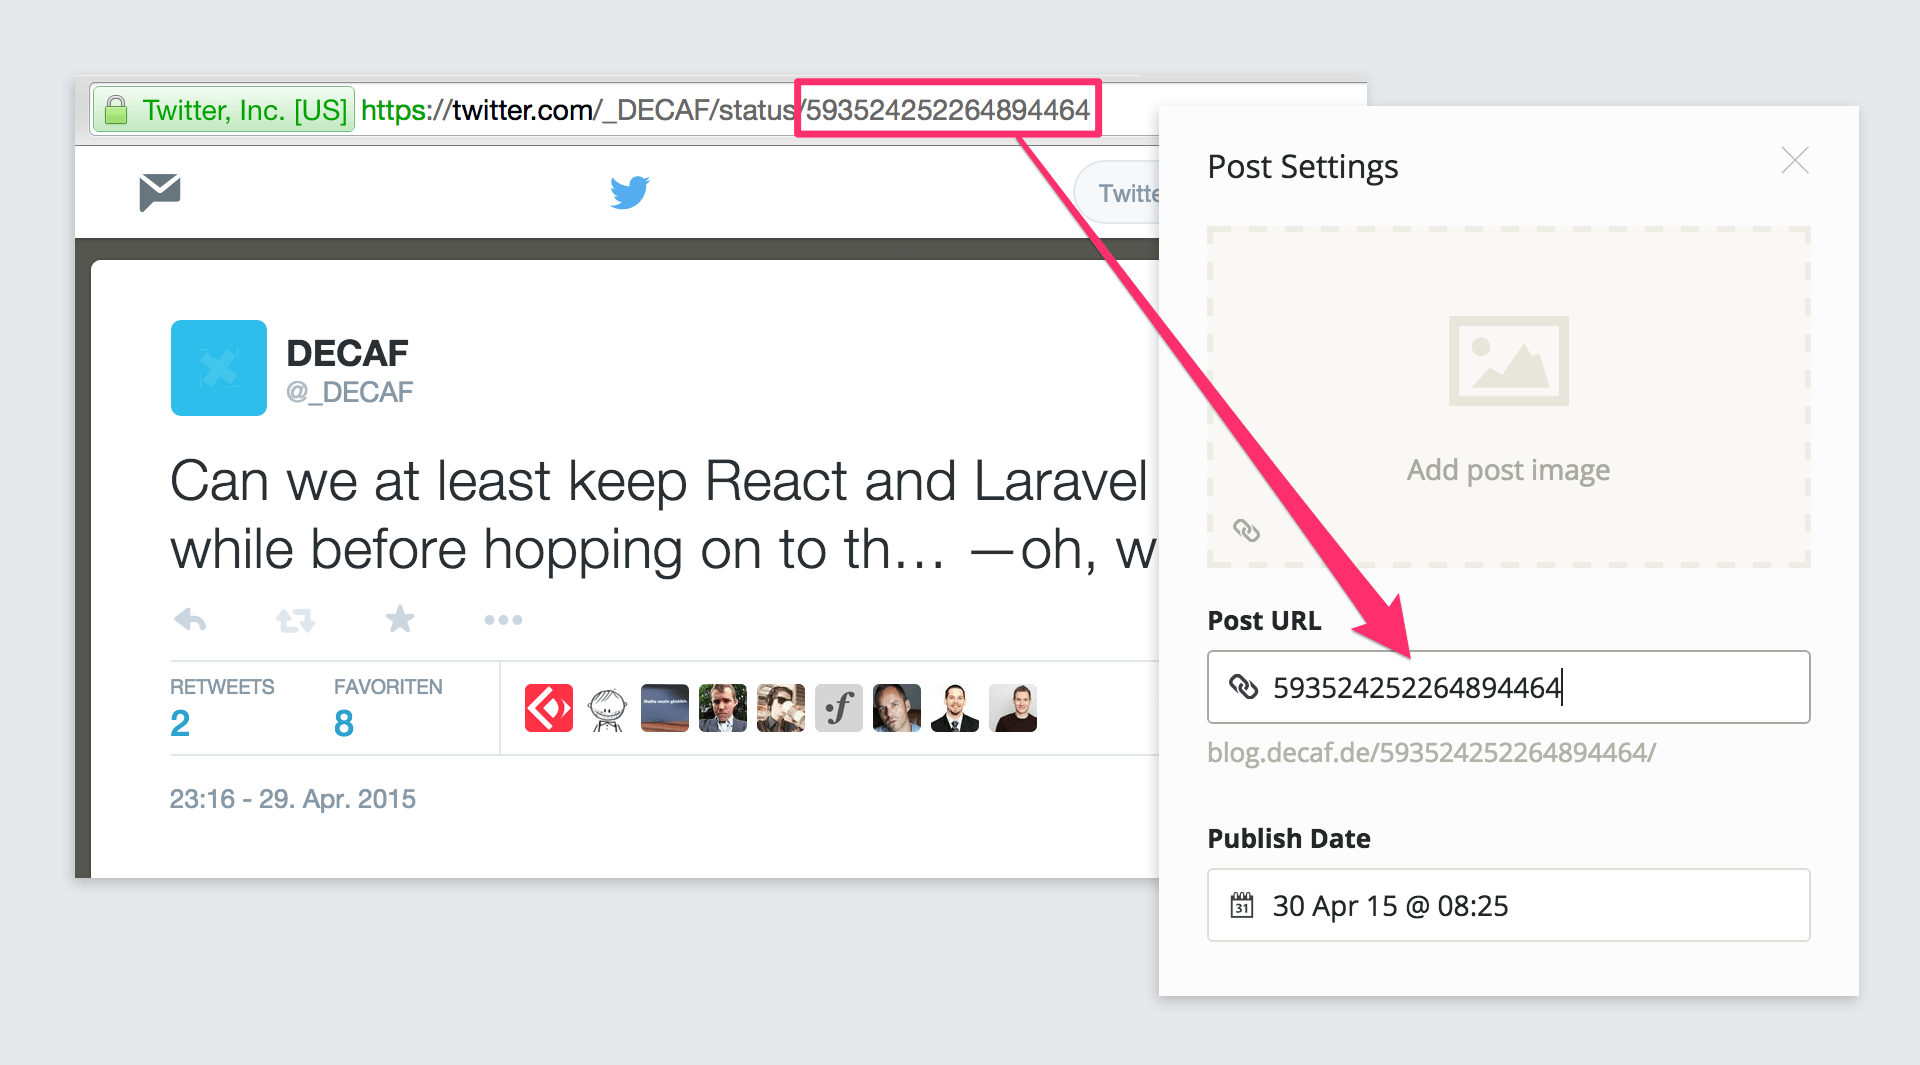 Twitter, Inc. [US] https://twitter.com/_DECAF/status/593524252264894464
Twitte
DECAF
@_DECAF
Can we at least keep React and Laravel
while before hopping on to th… —oh, w
RETWEETS
2
FAVORITEN
8
23:16 - 29. Apr. 2015
Post Settings
Add post image
Post URL
593524252264894464
blog.decaf.de/593524252264894464/
Publish Date
31
30 Apr 15 @ 08:25